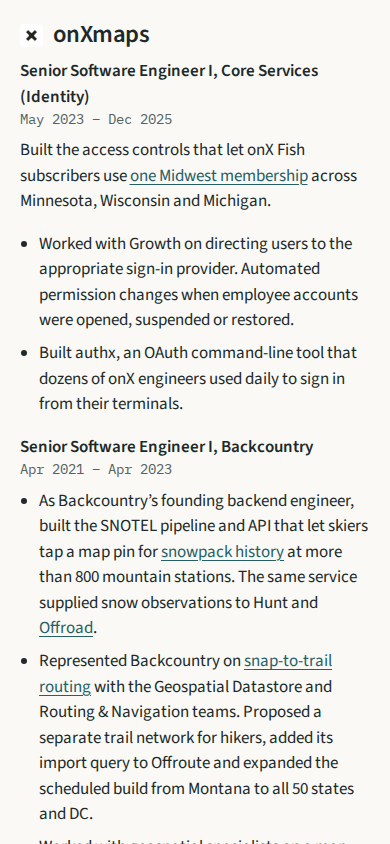 onXmaps
Senior Software Engineer I, Core Services
(Identity)
May 2023 – Dec 2025
Built the access controls that let onX Fish
subscribers use one Midwest membership across
Minnesota, Wisconsin and Michigan.
• Worked with Growth on directing users to the
appropriate sign-in provider. Automated
permission changes when employee accounts
were opened, suspended or restored.
• Built authx, an OAuth command-line tool that
dozens of onX engineers used daily to sign in
from their terminals.
Senior Software Engineer I, Backcountry
Apr 2021 – Apr 2023
• As Backcountry’s founding backend engineer,
built the SNOTEL pipeline and API that let skiers
tap a map pin for snowpack history at more
than 800 mountain stations. The same service
supplied snow observations to Hunt and
Offroad.
• Represented Backcountry on snap-to-trail
routing with the Geospatial Datastore and
Routing & Navigation teams. Proposed a
separate trail network for hikers, added its
import query to Offroute and expanded the
scheduled build from Montana to all 50 states
and DC.